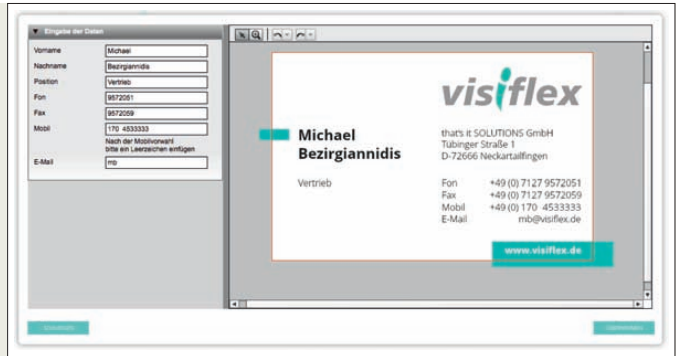 Eingabe der Daten
Vorname Michael
Nachname Bezirgiannidis
Position Vertrieb
Fon 9572051
Fax 9572059
Mobil 170 4533333
Nach der Mobilvorwahl
bitte ein Leerzeichen einfügen
E-Mail mb
visiflex
Michael
Bezirgiannidis
Vertrieb
that's it SOLUTIONS GmbH
Tübinger Straße 1
D-72666 Neckartailfingen
Fon +49 (0) 7127 9572051
Fax +49 (0) 7127 9572059
Mobil +49 (0) 170 4533333
E-Mail mb@visiflex.de
www.visiflex.de